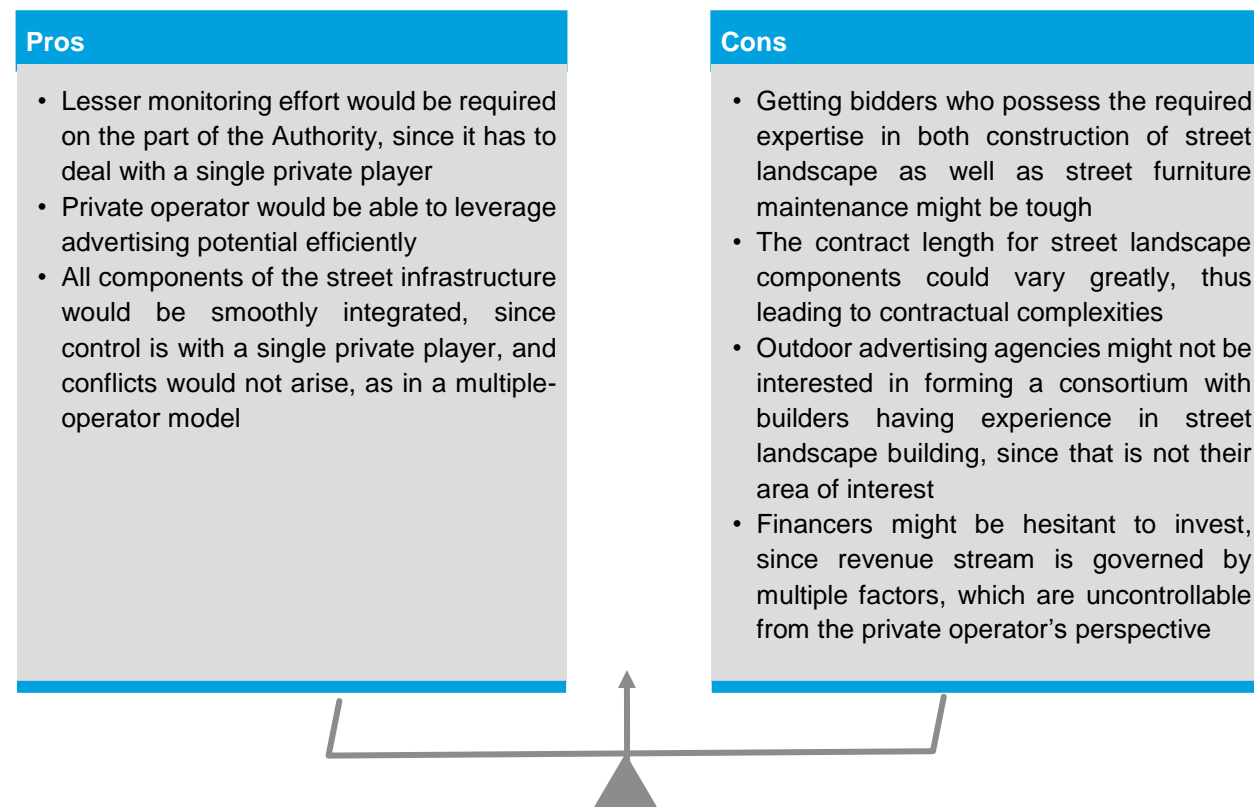 Pros
• Lesser monitoring effort would be required
on the part of the Authority, since it has to
deal with a single private player
• Private operator would be able to leverage
advertising potential efficiently
• All components of the street infrastructure
would be smoothly integrated, since
control is with a single private player, and
conflicts would not arise, as in a multiple-
operator model
Cons
• Getting bidders who possess the required
expertise in both construction of street
landscape as well as street furniture
maintenance might be tough
• The contract length for street landscape
components could vary greatly, thus
leading to contractual complexities
• Outdoor advertising agencies might not be
interested in forming a consortium with
builders having experience in street
landscape building, since that is not their
area of interest
• Financers might be hesitant to invest,
since revenue stream is governed by
multiple factors, which are uncontrollable
from the private operator’s perspective